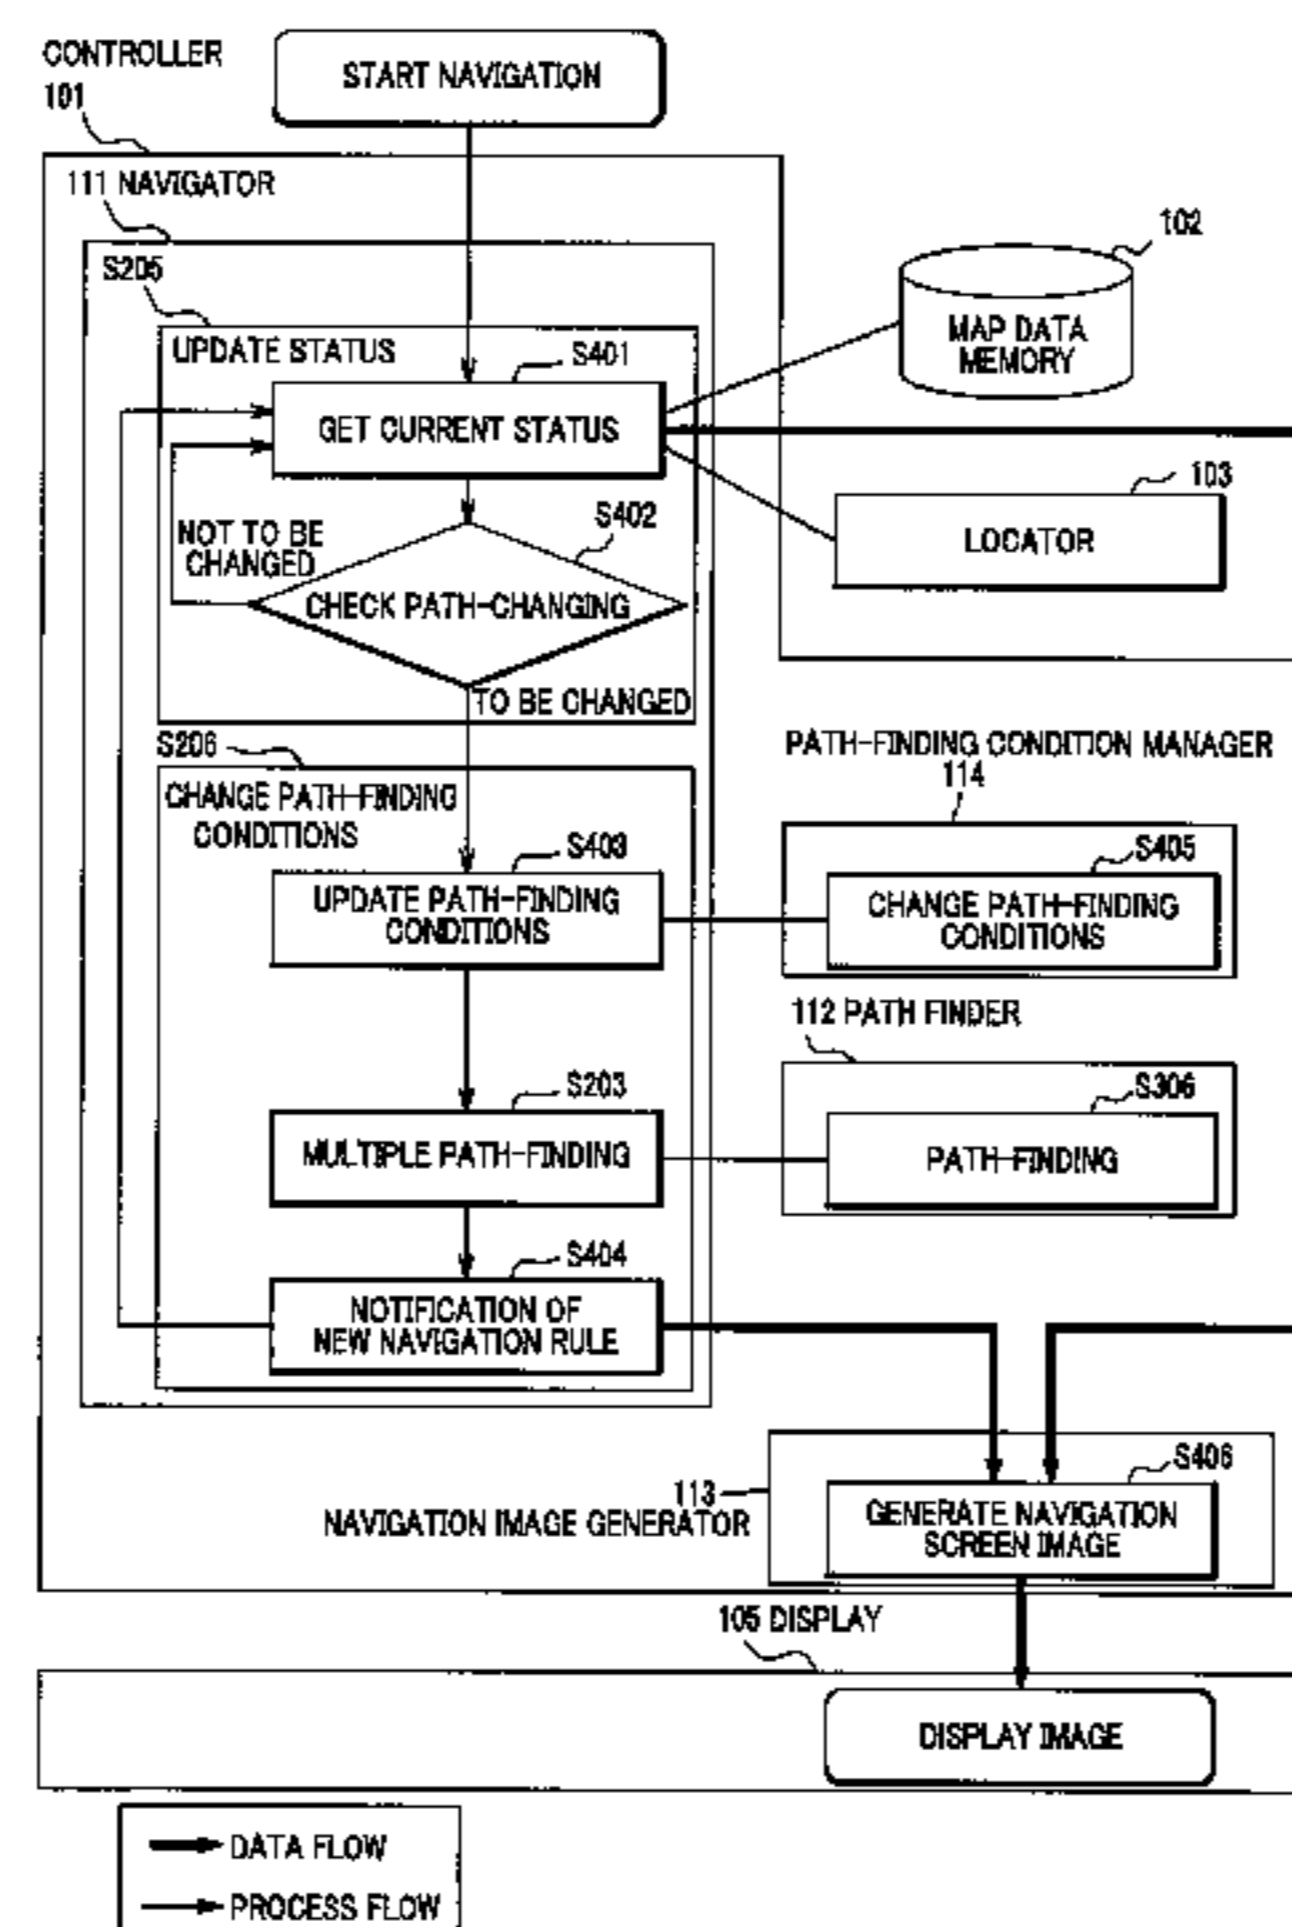 CONTROLLER
101
START NAVIGATION
111 NAVIGATOR
S205
UPDATE STATUS
S401
GET CURRENT STATUS
102
MAP DATA
MEMORY
103
LOCATOR
NOT TO BE
CHANGED
S402
CHECK PATH-CHANGING
TO BE CHANGED
S206
CHANGE PATH-FINDING
CONDITIONS
S403
UPDATE PATH-FINDING
CONDITIONS
PATH-FINDING CONDITION MANAGER
114
S405
CHANGE PATH-FINDING
CONDITIONS
112 PATH FINDER
S203
MULTIPLE PATH-FINDING
S306
PATH-FINDING
S404
NOTIFICATION OF
NEW NAVIGATION RULE
113
NAVIGATION IMAGE GENERATOR
S406
GENERATE NAVIGATION
SCREEN IMAGE
105 DISPLAY
DISPLAY IMAGE
DATA FLOW
PROCESS FLOW